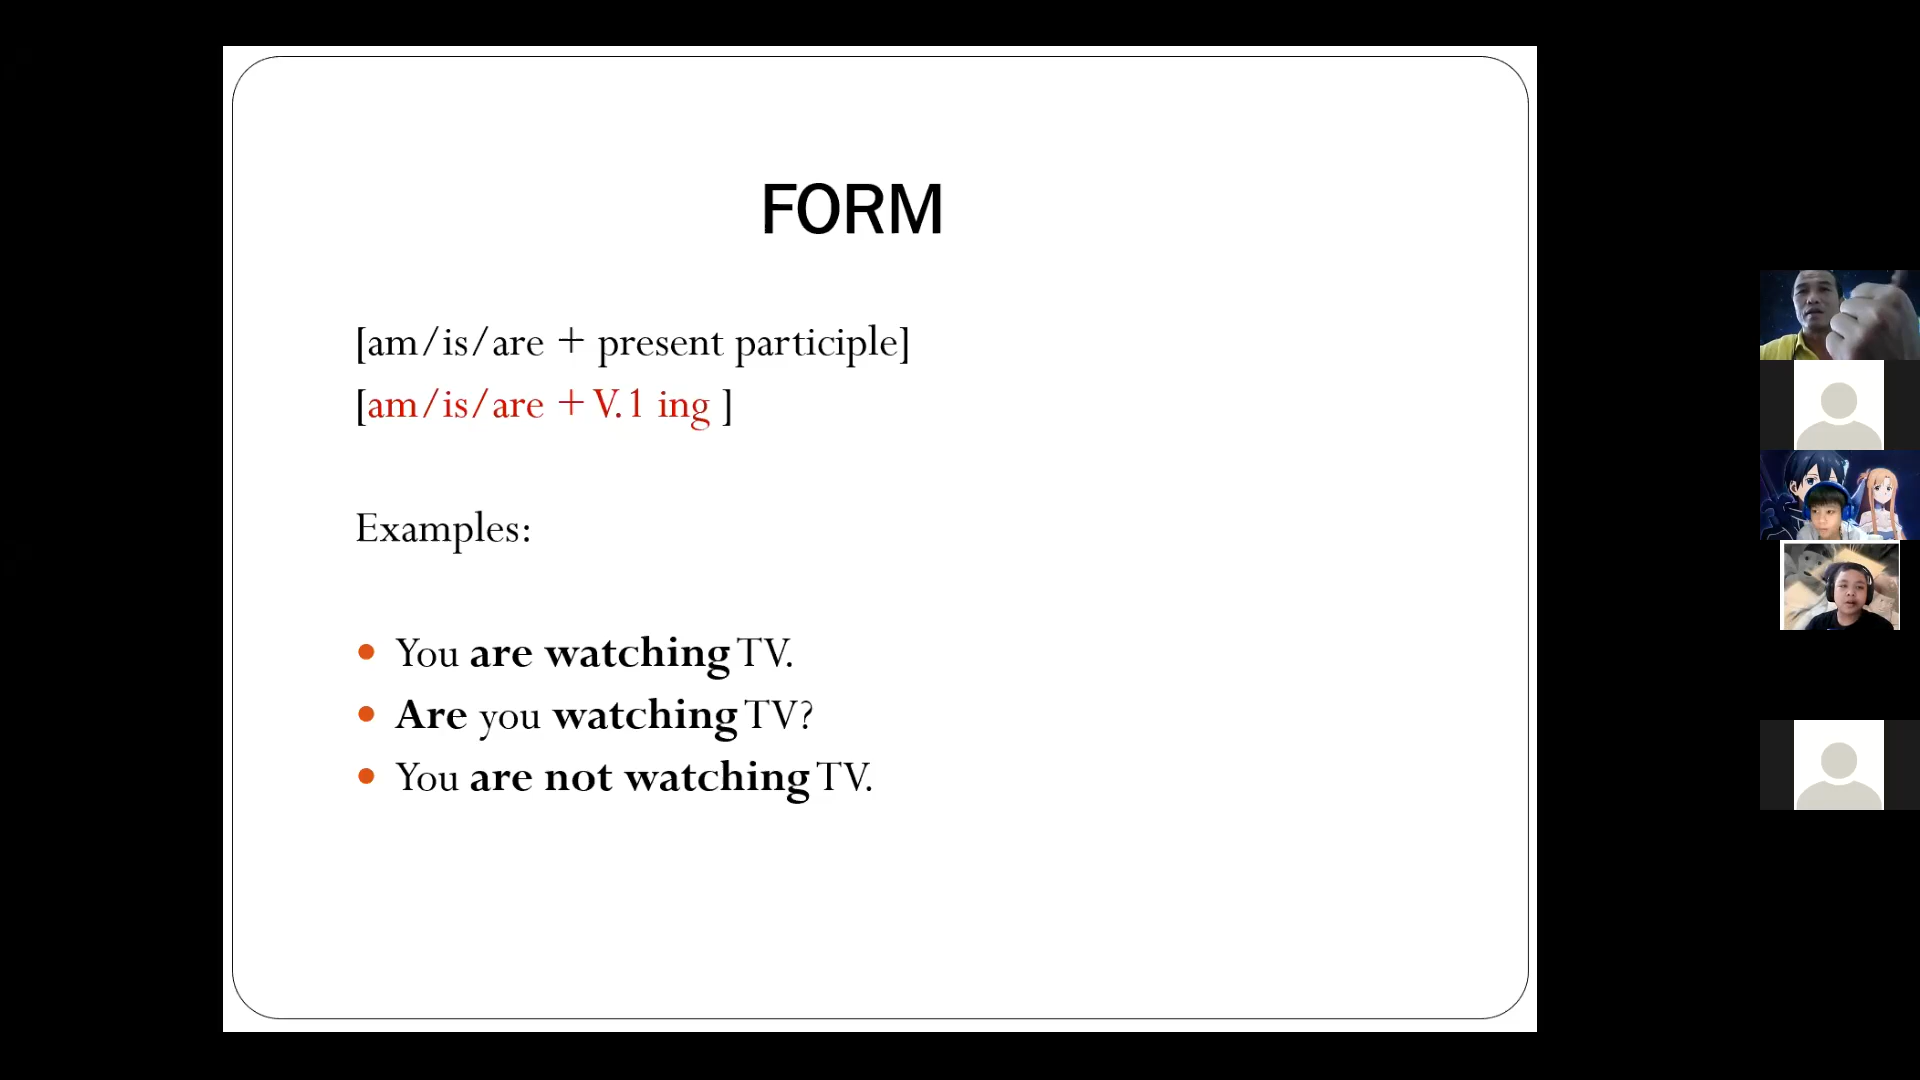 FORM
[am/is/are + present participle]
[am/is/are + V.1 ing ]
Examples:
• You are watching TV.
• Are you watching TV?
• You are not watching TV.